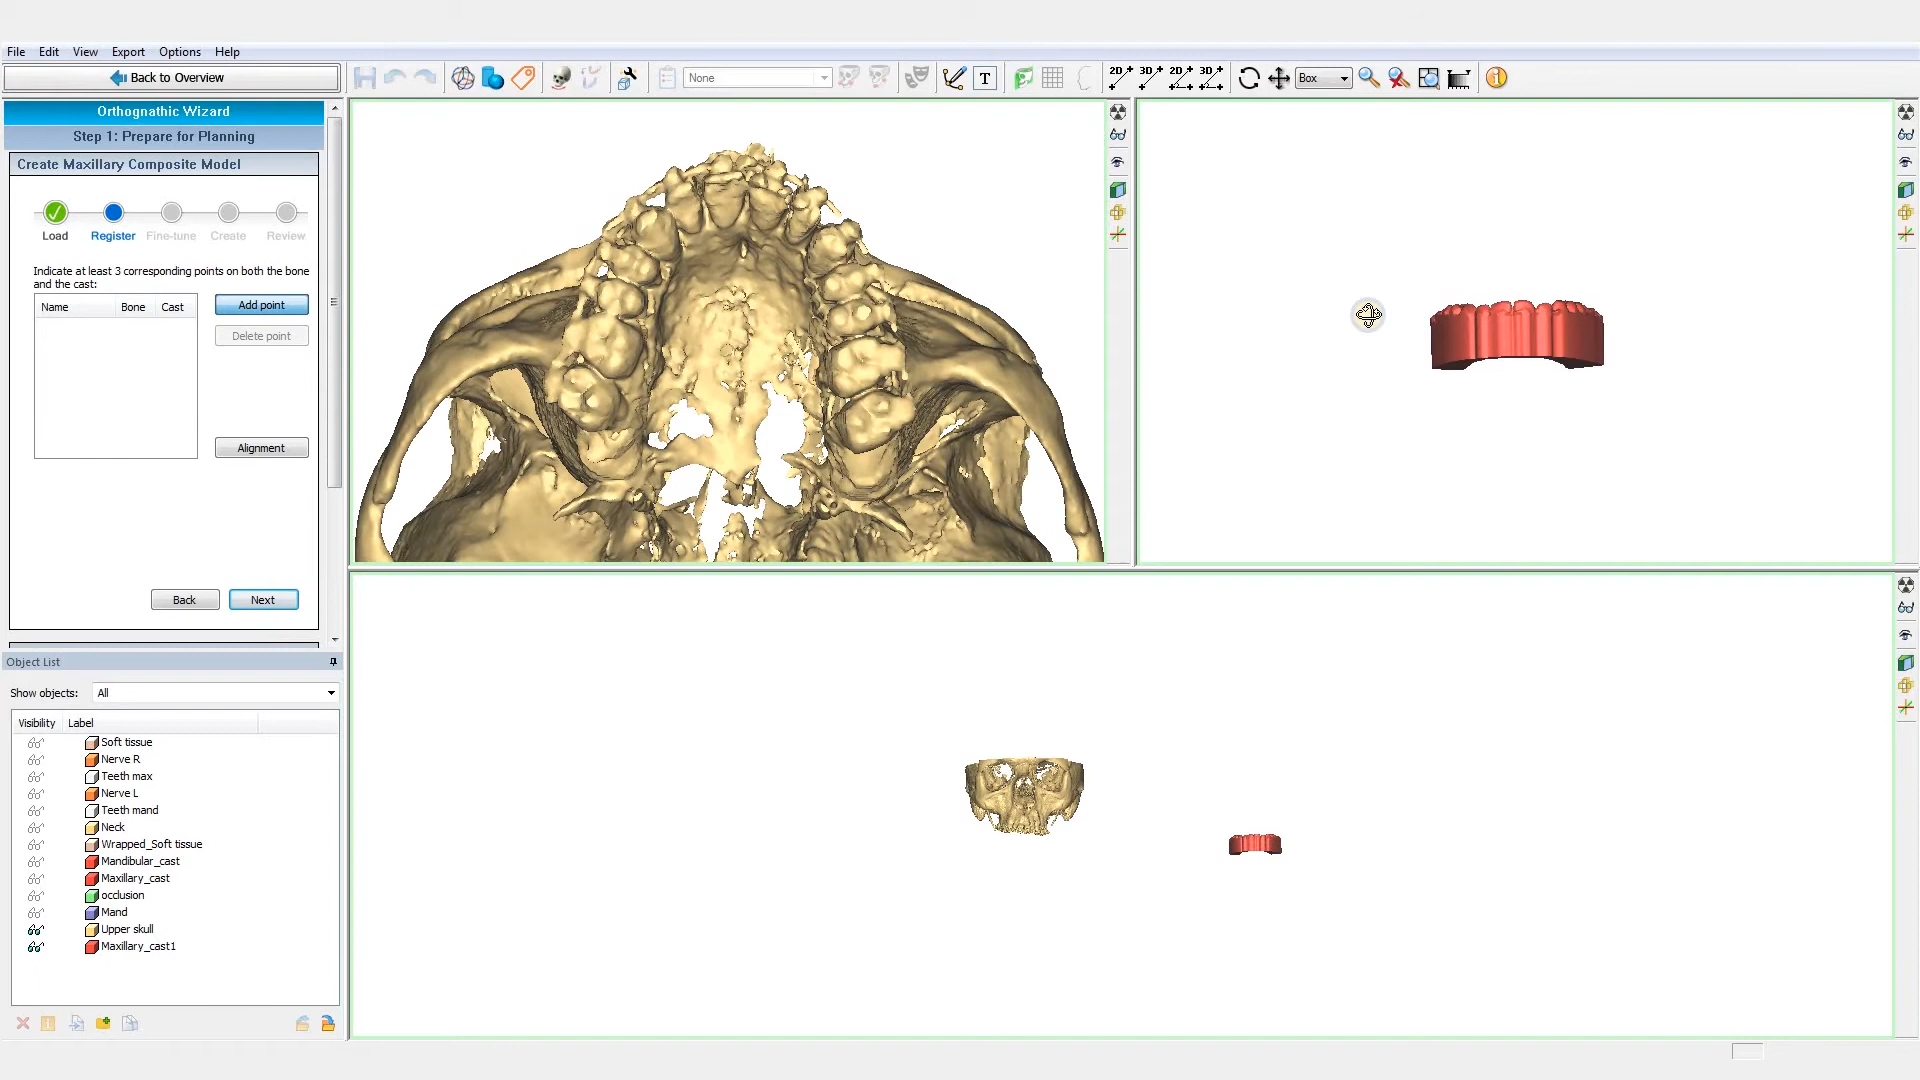 File Edit View Export Options Help
Back to Overview
None
T
2D 3D 2D 3D
Box
Orthognathic Wizard
Step 1: Prepare for Planning
Create Maxillary Composite Model
Load Register Fine-tune Create Review
Indicate at least 3 corresponding points on both the bone
and the cast:
Name Bone Cast
Add point
Delete point
Alignment
Back Next
Object List
Show objects: All
Visibility Label
Soft tissue
Nerve R
Teeth max
Nerve L
Teeth mand
Neck
Wrapped_Soft tissue
Mandibular_cast
Maxillary_cast
occlusion
Mand
Upper skull
Maxillary_cast1